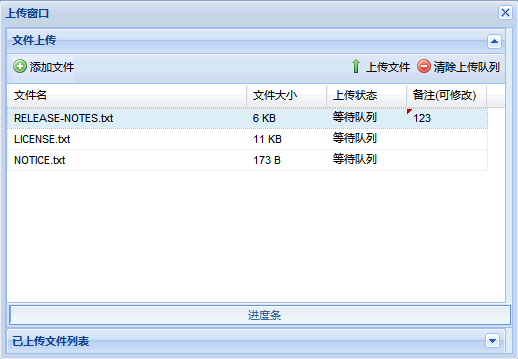 上传窗口
文件上传
添加文件 上传文件 清除上传队列
文件名 文件大小 上传状态 备注(可修改)
RELEASE-NOTES.txt 6 KB 等待队列 123
LICENSE.txt 11 KB 等待队列
NOTICE.txt 173 B 等待队列
进度条
已上传文件列表